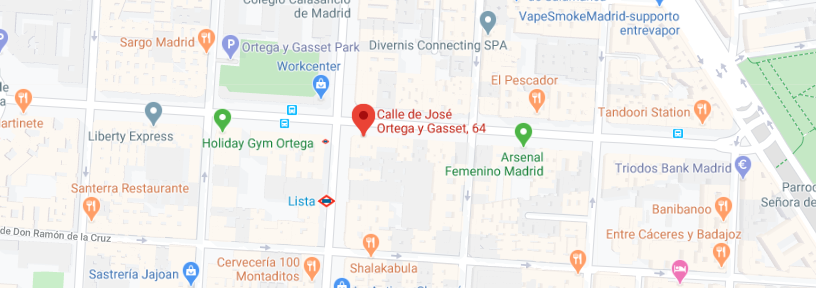 Colegio Calasancio
de Madrid
VapeSmokeMadrid-supporto
entrevapor
Sargo Madrid
Ortega y Gasset Park
Divernis Connecting SPA
Workcenter
El Pescador
de
a
Martinete
Liberty Express
Holiday Gym Ortega
Calle de José
Ortega y Gasset, 64
Tandoori Station
Arsenal
Femenino Madrid
Triodos Bank Madrid
Santerra Restaurante
Lista
Parro
Señora de
Banibanoo
Entre Cáceres y Badajoz
de Don Ramón de la Cruz
Cervecería 100
Montaditos
Shalakabula
Sastrería Jajoan